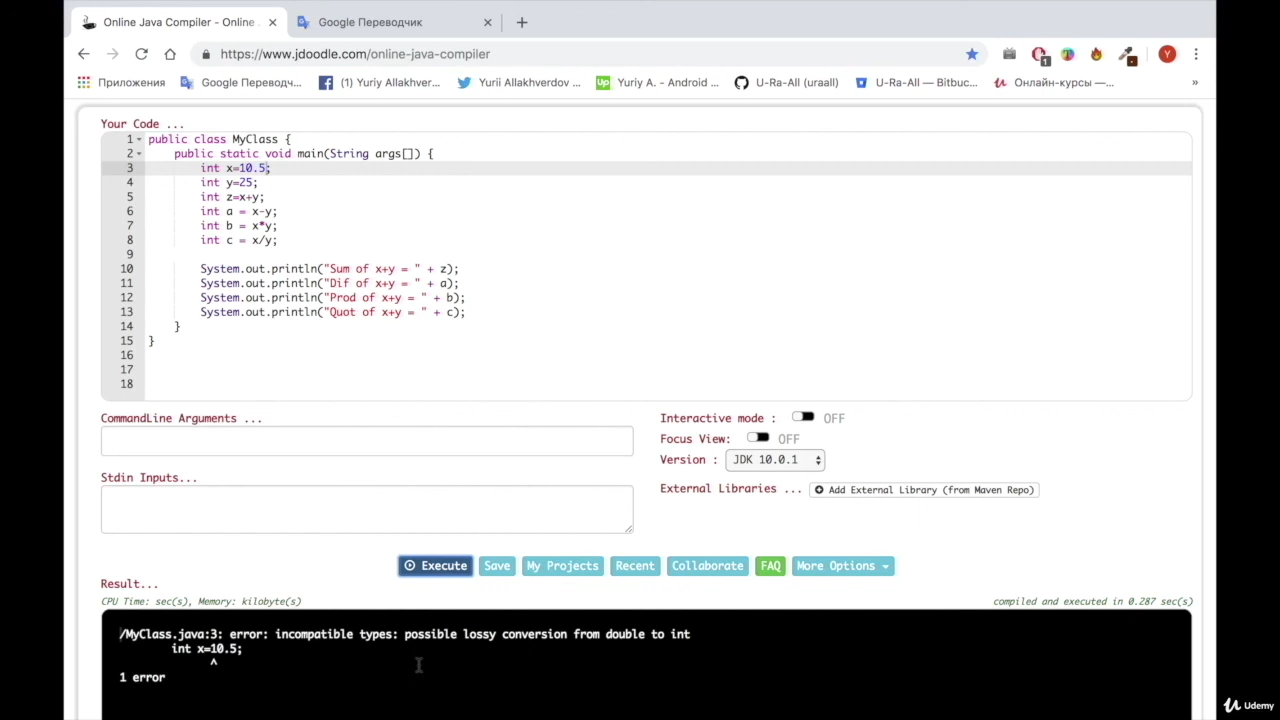 Online Java Compiler - Online
Google Переводчик
https://www.jdoodle.com/online-java-compiler
1
Y
Приложения
Google Переводч...
(1) Yuriy Allakhver...
Yurii Allakhverdov ...
Up
Yuriy A. - Android ...
U-Ra-All (uraall)
U-Ra-All — Bitbuc...
Онлайн-курсы —...
»
Your Code ...
1 public class MyClass {
2 public static void main(String args[]) {
3 int x=10.5;
4 int y=25;
5 int z=x+y;
6 int a = x-y;
7 int b = x*y;
8 int c = x/y;
9
10 System.out.println("Sum of x+y = " + z);
11 System.out.println("Dif of x+y = " + a);
12 System.out.println("Prod of x+y = " + b);
13 System.out.println("Quot of x+y = " + c);
14 }
15 }
16
17
18
CommandLine Arguments ...
Interactive mode : OFF
Focus View: OFF
Version : JDK 10.0.1
Stdin Inputs...
External Libraries ... Add External Library (from Maven Repo)
Execute Save My Projects Recent Collaborate FAQ More Options
Result...
CPU Time: sec(s), Memory: kilobyte(s)
compiled and executed in 0.287 sec(s)
/MyClass.java:3: error: incompatible types: possible lossy conversion from double to int
int x=10.5;
^
1 error
Udemy